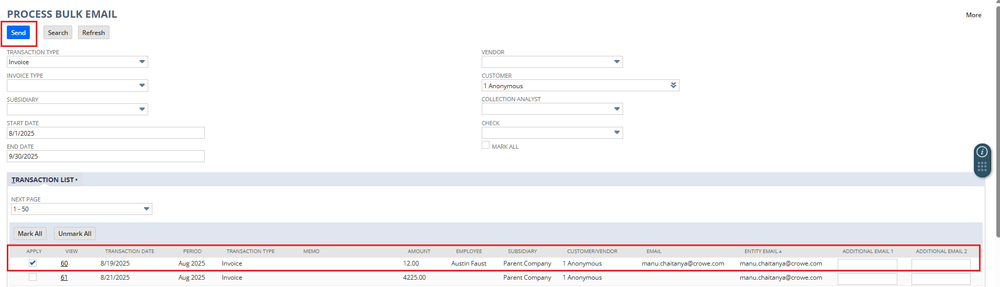 PROCESS BULK EMAIL
More
Send Search Refresh
TRANSACTION TYPE
Invoice
INVOICE TYPE
SUBSIDIARY
START DATE
8/1/2025
END DATE
9/30/2025
VENDOR
CUSTOMER
1 Anonymous
COLLECTION ANALYST
CHECK
MARK ALL
TRANSACTION LIST •
NEXT PAGE
1 - 50
Mark All Unmark All
APPLY VIEW TRANSACTION DATE PERIOD TRANSACTION TYPE MEMO AMOUNT EMPLOYEE SUBSIDIARY CUSTOMER/VENDOR EMAIL ENTITY EMAIL ▲ ADDITIONAL EMAIL 1 ADDITIONAL EMAIL 2
60 8/19/2025 Aug 2025 Invoice 12.00 Austin Faust Parent Company 1 Anonymous manu.chaitanya@crowe.com manu.chaitanya@crowe.com
61 8/21/2025 Aug 2025 Invoice 4225.00 Parent Company 1 Anonymous manu.chaitanya@crowe.com